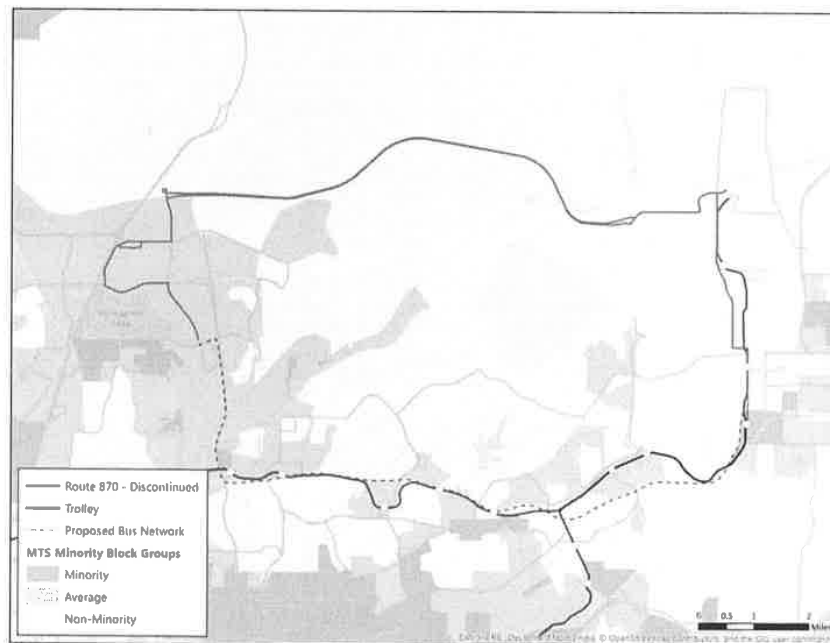 Route 870 - Discontinued
Trolley
Proposed Bus Network
MTS Minority Block Groups
Minority
Average
Non-Minority
0 0.5 1 2
Miles